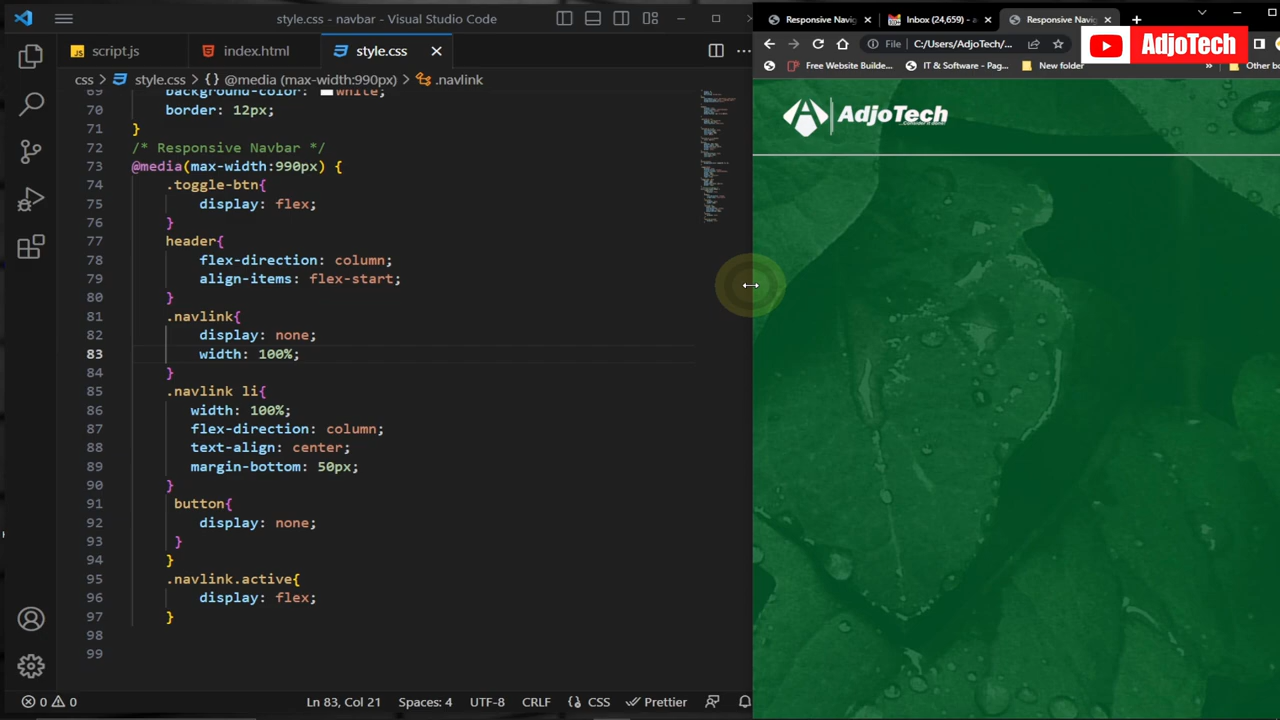 style.css - navbar - Visual Studio Code
script.js
index.html
style.css
css > style.css > {} @media (max-width:990px) > .navlink
69 background-color: white;
70 border: 12px;
71 }
72 /* Responsive Navbar */
73 @media(max-width:990px) {
74 .toggle-btn{
75 display: flex;
76 }
77 header{
78 flex-direction: column;
79 align-items: flex-start;
80 }
81 .navlink{
82 display: none;
83 width: 100%;
84 }
85 .navlink li{
86 width: 100%;
87 flex-direction: column;
88 text-align: center;
89 margin-bottom: 50px;
90 }
91 button{
92 display: none;
93 }
94 }
95 .navlink.active{
96 display: flex;
97 }
98
99
0 0
Ln 83, Col 21
Spaces: 4
UTF-8
CRLF
{} CSS
Prettier
Responsive Navig
Inbox (24,659) - a
Responsive Navig
File
C:/Users/AdjoTech/...
AdjoTech
Free Website Builde...
IT & Software - Pag...
New folder
Other bo
AdjoTech